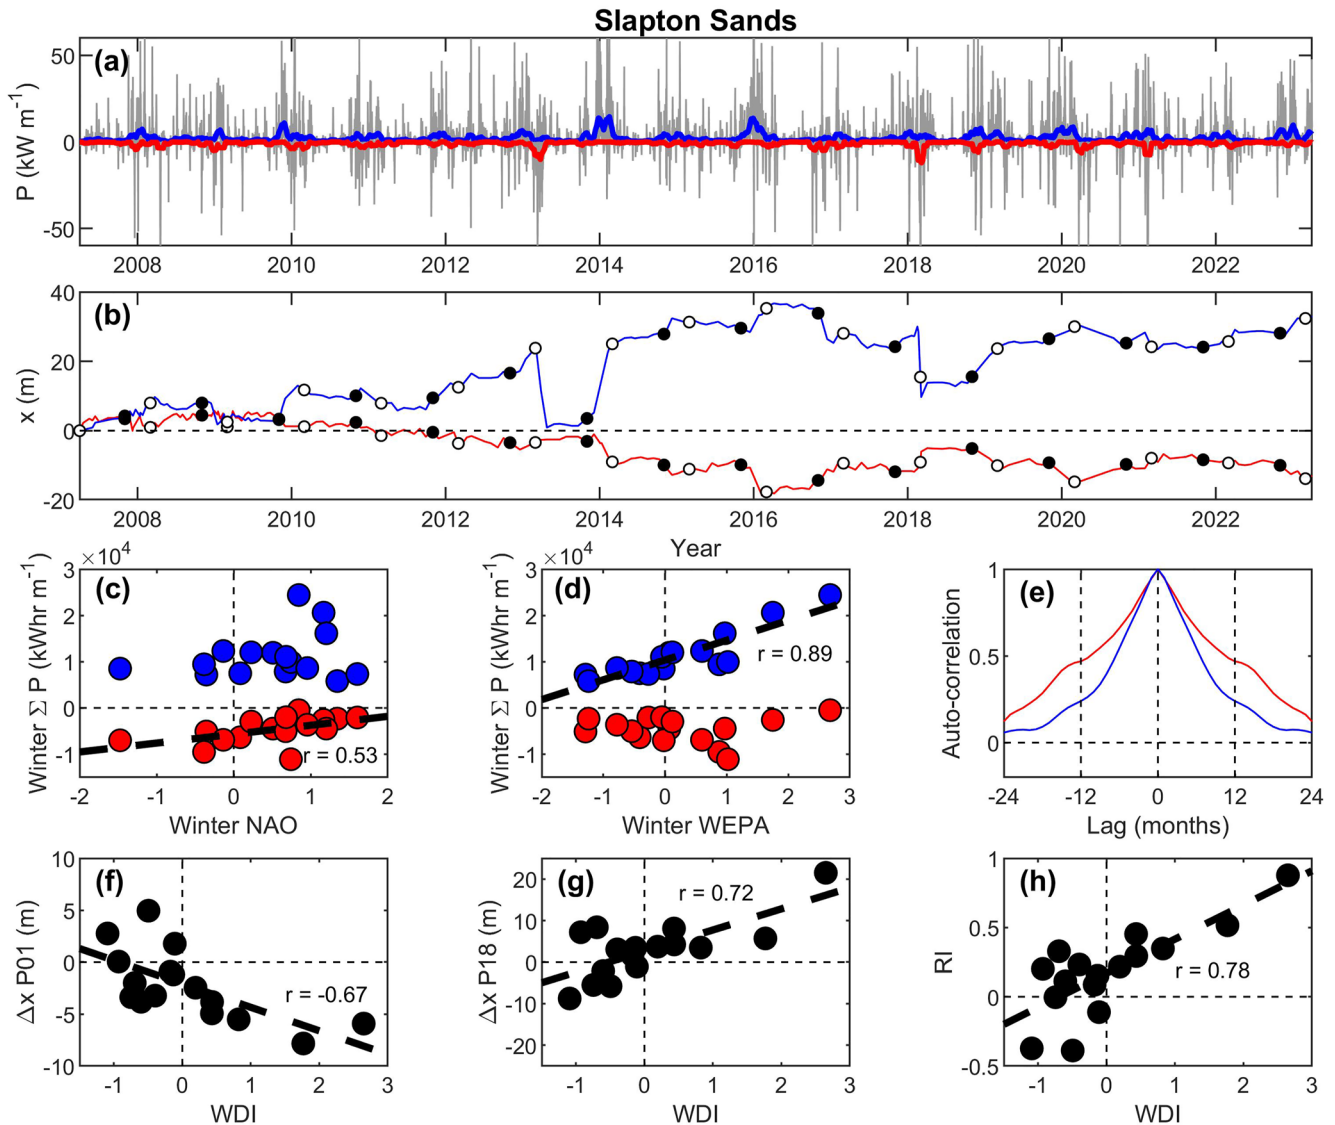 Slapton Sands
(a)
P (kW m⁻¹)
50
0
-50
2008 2010 2012 2014 2016 2018 2020 2022
(b)
x (m)
40
20
0
-20
2008 2010 2012 2014 2016 2018 2020 2022
Year
(c)
×10⁴
Winter Σ P (kWhr m⁻¹)
3
2
1
0
-1
r = 0.53
-2 -1 0 1 2
Winter NAO
(d)
×10⁴
Winter Σ P (kWhr m⁻¹)
3
2
1
0
-1
r = 0.89
-2 -1 0 1 2 3
Winter WEPA
(e)
Auto-correlation
1
0.5
0
-24 -12 0 12 24
Lag (months)
(f)
Δx P01 (m)
10
5
0
-5
-10
r = -0.67
-1 0 1 2 3
WDI
(g)
Δx P18 (m)
20
10
0
-10
-20
r = 0.72
-1 0 1 2 3
WDI
(h)
RI
1
0.5
0
-0.5
r = 0.78
-1 0 1 2 3
WDI